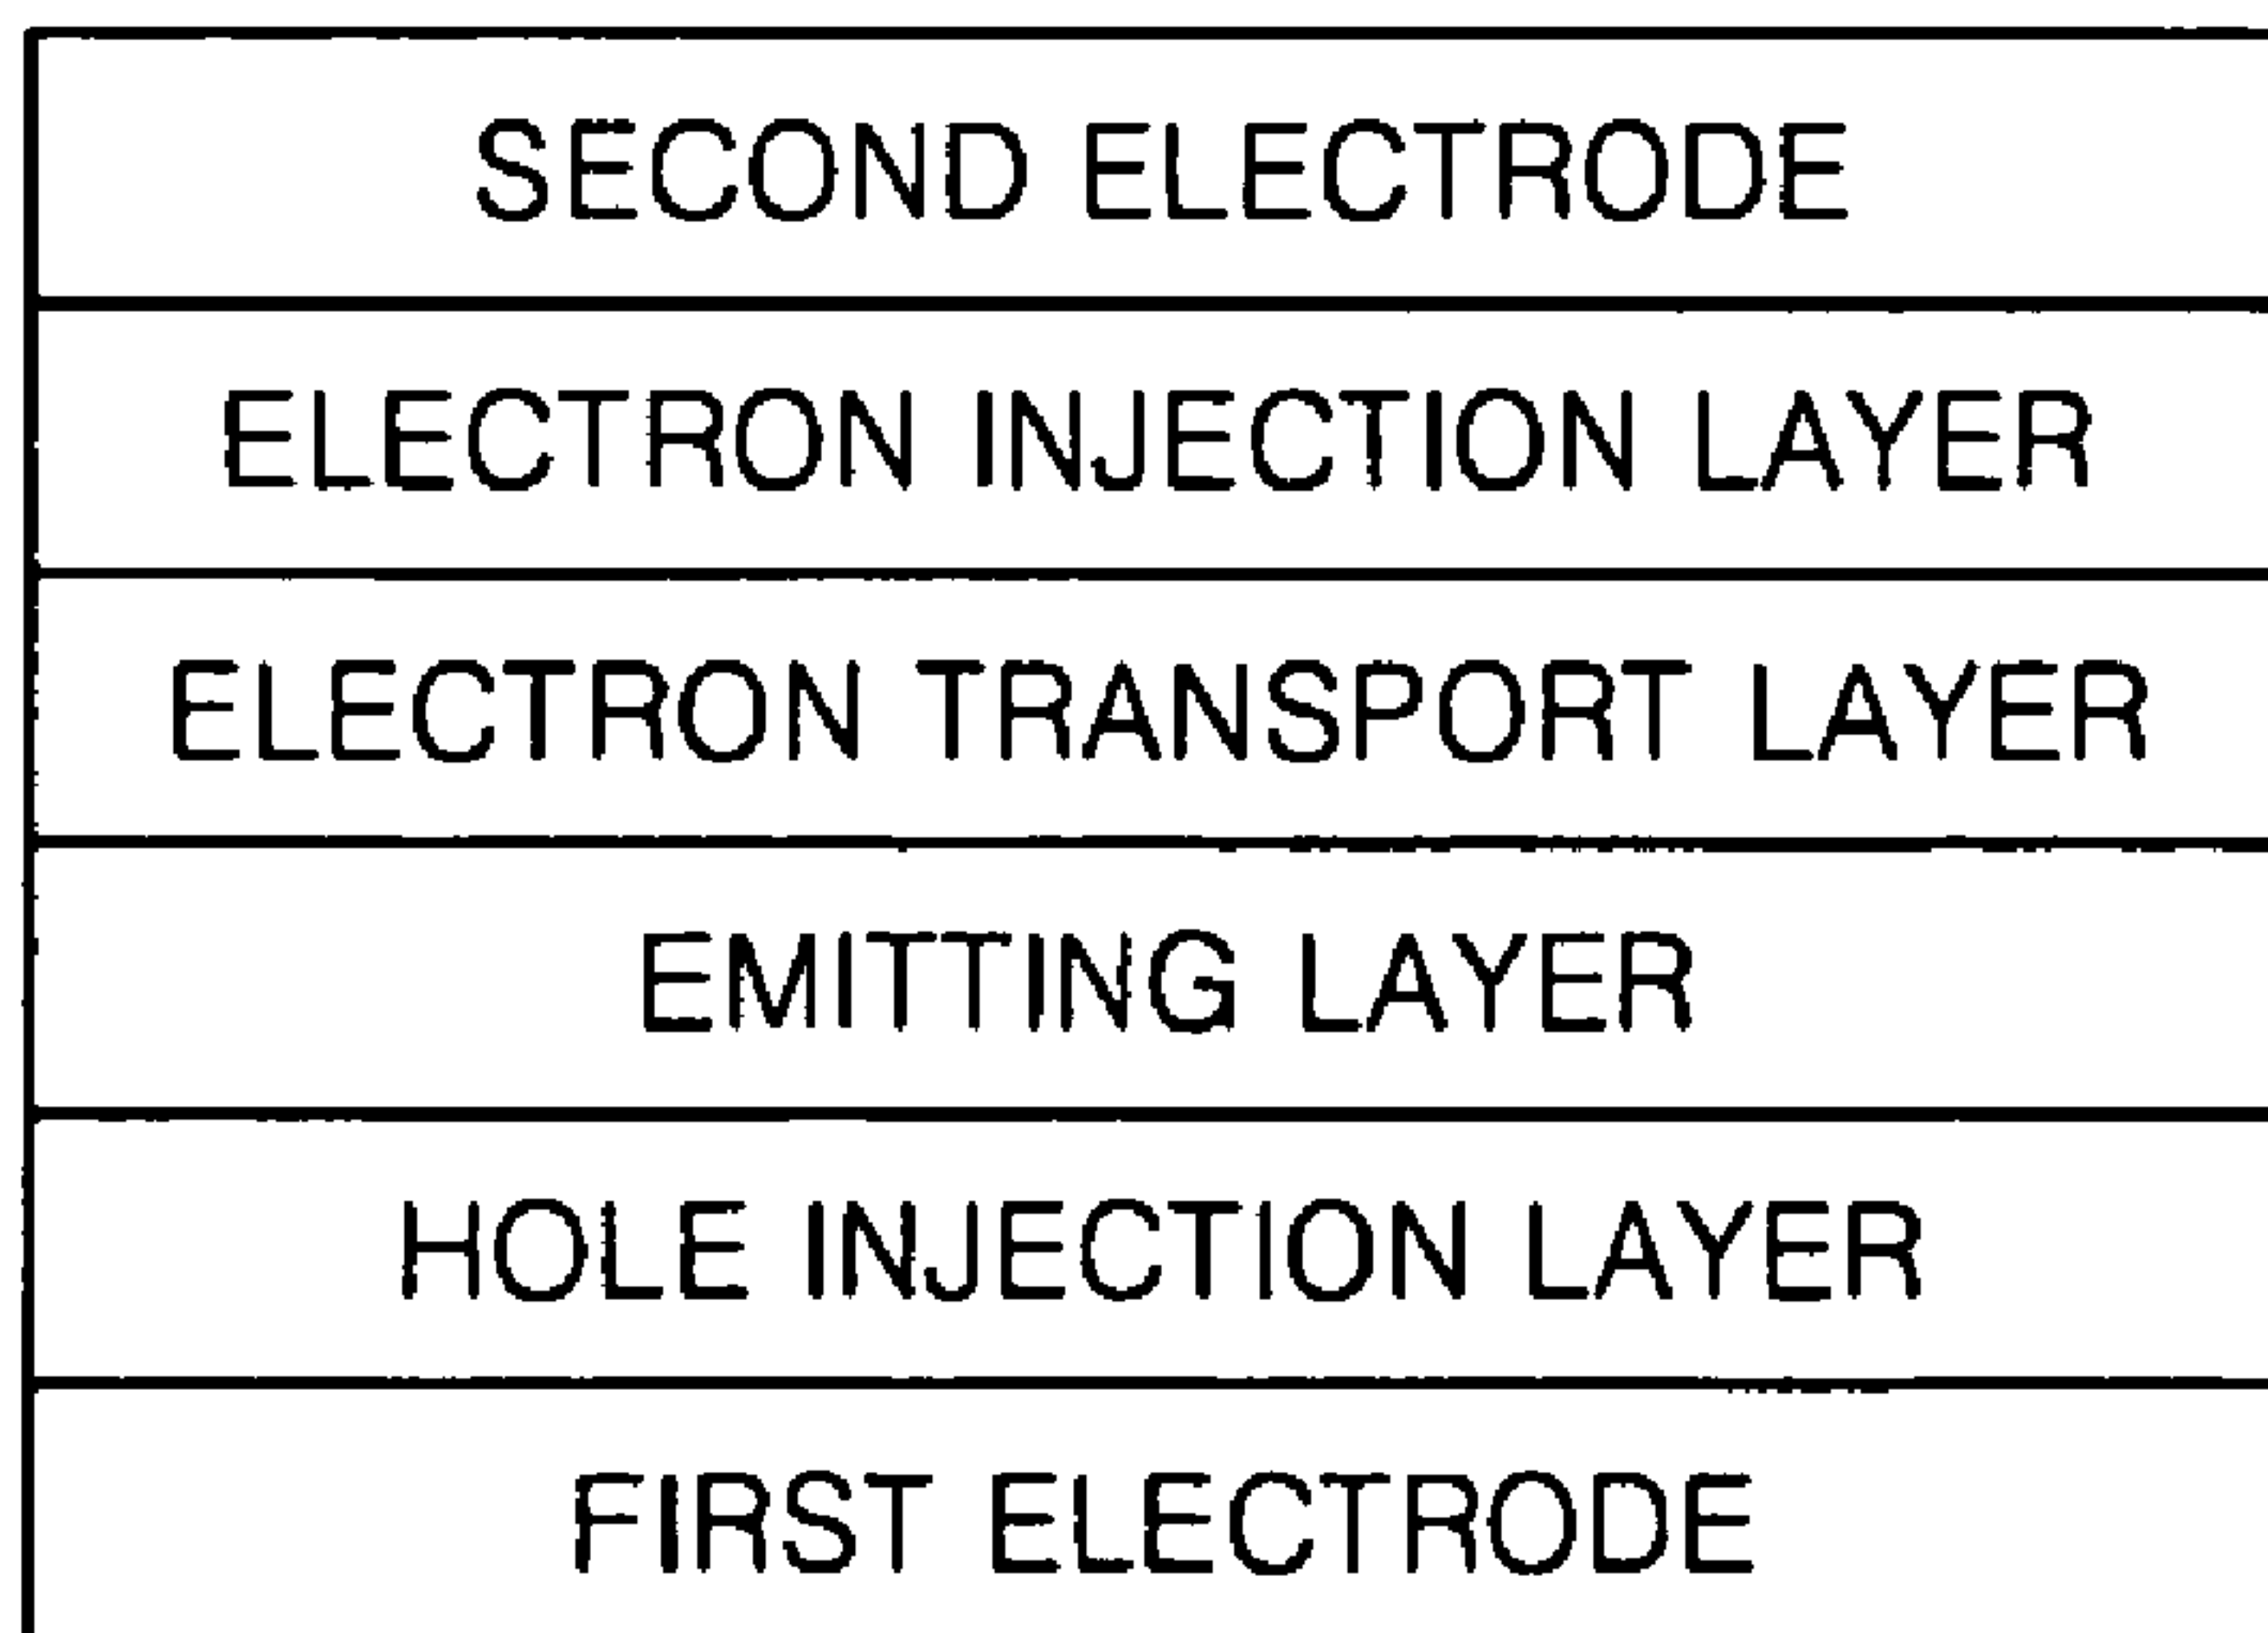 SECOND ELECTRODE
ELECTRON INJECTION LAYER
ELECTRON TRANSPORT LAYER
EMITTING LAYER
HOLE INJECTION LAYER
FIRST ELECTRODE